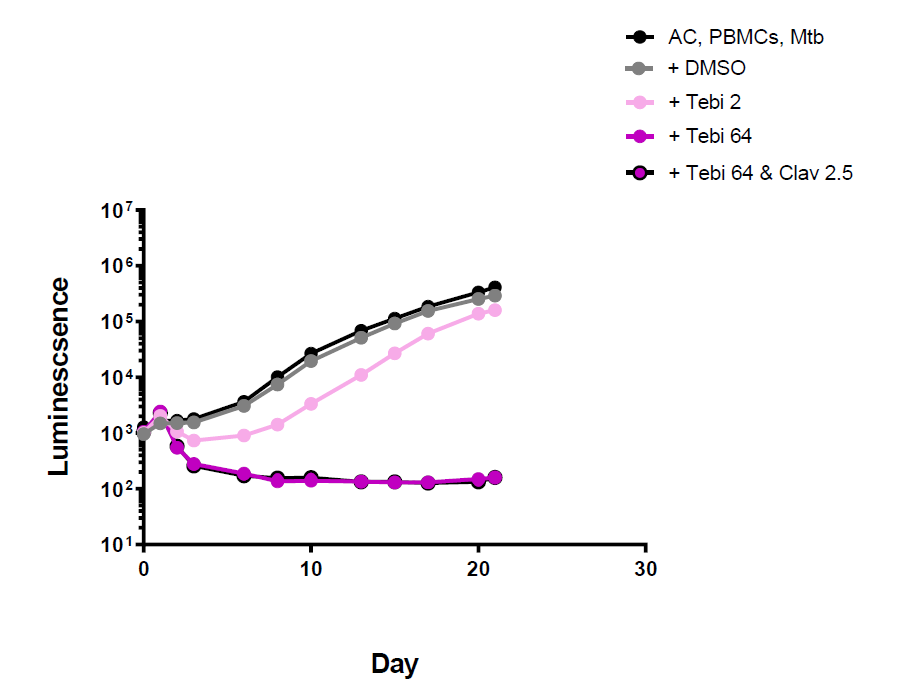 AC, PBMCs, Mtb
+ DMSO
+ Tebi 2
+ Tebi 64
+ Tebi 64 & Clav 2.5
10⁷
10⁶
10⁵
10⁴
10³
10²
10¹
Luminescsence
0 10 20 30
Day